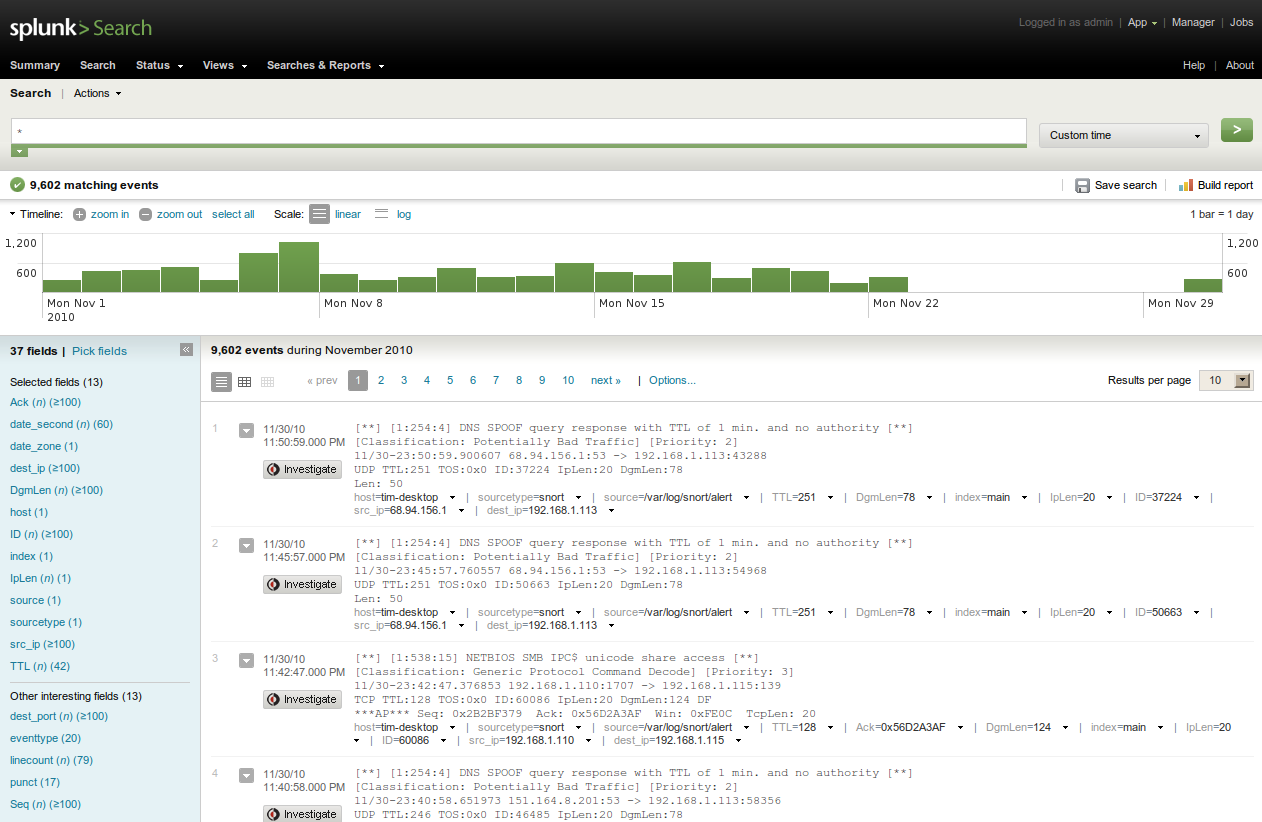 splunk> Search
Logged in as admin | App | Manager | Jobs
Summary Search Status Views Searches & Reports
Help | About
Search | Actions
*
Custom time
>
9,602 matching events
Save search | Build report
Timeline: zoom in zoom out select all Scale: linear log
1 bar = 1 day
1,200 1,200
600 600
Mon Nov 1 Mon Nov 8 Mon Nov 15 Mon Nov 22 Mon Nov 29
2010
37 fields | Pick fields «
Selected fields (13)
Ack (n) (≥100)
date_second (n) (60)
date_zone (1)
dest_ip (≥100)
DgmLen (n) (≥100)
host (1)
ID (n) (≥100)
index (1)
IpLen (n) (1)
source (1)
sourcetype (1)
src_ip (≥100)
TTL (n) (42)
Other interesting fields (13)
dest_port (n) (≥100)
eventtype (20)
linecount (n) (79)
punct (17)
Seq (n) (≥100)
9,602 events during November 2010
« prev 1 2 3 4 5 6 7 8 9 10 next » | Options...
Results per page 10
1 11/30/10
11:50:59.000 PM
Investigate
[**] [1:254:4] DNS SPOOF query response with TTL of 1 min. and no authority [**]
[Classification: Potentially Bad Traffic] [Priority: 2]
11/30-23:50:59.900607 68.94.156.1:53 -> 192.168.1.113:43288
UDP TTL:251 TOS:0x0 ID:37224 IpLen:20 DgmLen:78
Len: 50
host=tim-desktop | sourcetype=snort | source=/var/log/snort/alert | TTL=251 | DgmLen=78 | index=main | IpLen=20 | ID=37224 |
src_ip=68.94.156.1 | dest_ip=192.168.1.113
2 11/30/10
11:45:57.000 PM
Investigate
[**] [1:254:4] DNS SPOOF query response with TTL of 1 min. and no authority [**]
[Classification: Potentially Bad Traffic] [Priority: 2]
11/30-23:45:57.760557 68.94.156.1:53 -> 192.168.1.113:54968
UDP TTL:251 TOS:0x0 ID:50663 IpLen:20 DgmLen:78
Len: 50
host=tim-desktop | sourcetype=snort | source=/var/log/snort/alert | TTL=251 | DgmLen=78 | index=main | IpLen=20 | ID=50663 |
src_ip=68.94.156.1 | dest_ip=192.168.1.113
3 11/30/10
11:42:47.000 PM
Investigate
[**] [1:538:15] NETBIOS SMB IPC$ unicode share access [**]
[Classification: Generic Protocol Command Decode] [Priority: 3]
11/30-23:42:47.376853 192.168.1.110:1707 -> 192.168.1.115:139
TCP TTL:128 TOS:0x0 ID:60086 IpLen:20 DgmLen:124 DF
***AP*** Seq: 0x2B2BF379 Ack: 0x56D2A3AF Win: 0xFE0C TcpLen: 20
host=tim-desktop | sourcetype=snort | source=/var/log/snort/alert | TTL=128 | Ack=0x56D2A3AF | DgmLen=124 | index=main | IpLen=20
| ID=60086 | src_ip=192.168.1.110 | dest_ip=192.168.1.115
4 11/30/10
11:40:58.000 PM
Investigate
[**] [1:254:4] DNS SPOOF query response with TTL of 1 min. and no authority [**]
[Classification: Potentially Bad Traffic] [Priority: 2]
11/30-23:40:58.651973 151.164.8.201:53 -> 192.168.1.113:58356
UDP TTL:246 TOS:0x0 ID:46485 IpLen:20 DgmLen:78